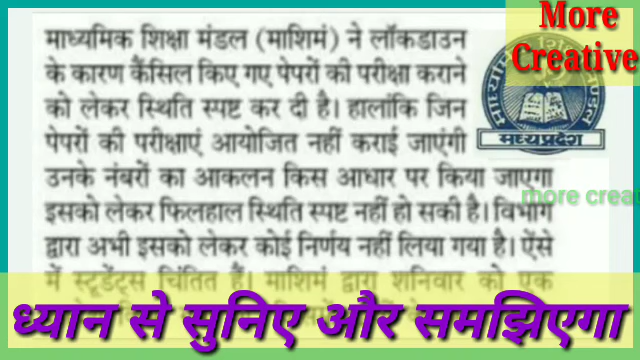 More
Creative
माध्यमिक शिक्षा मंडल (माशिमं) ने लॉकडाउन
के कारण कैंसिल किए गए पेपरों की परीक्षा कराने
को लेकर स्थिति स्पष्ट कर दी है। हालांकि जिन
पेपरों की परीक्षाएं आयोजित नहीं कराई जाएंगी
उनके नंबरों का आकलन किस आधार पर किया जाएगा
इसको लेकर फिलहाल स्थिति स्पष्ट नहीं हो सकी है। विभाग
द्वारा अभी इसको लेकर कोई निर्णय नहीं लिया गया है। ऐसे
में स्टूडेंट्स चिंतित हैं। माशिमं द्वारा शनिवार को एक
मध्यप्रदेश
more crea
ध्यान से सुनिए और समझिएगा